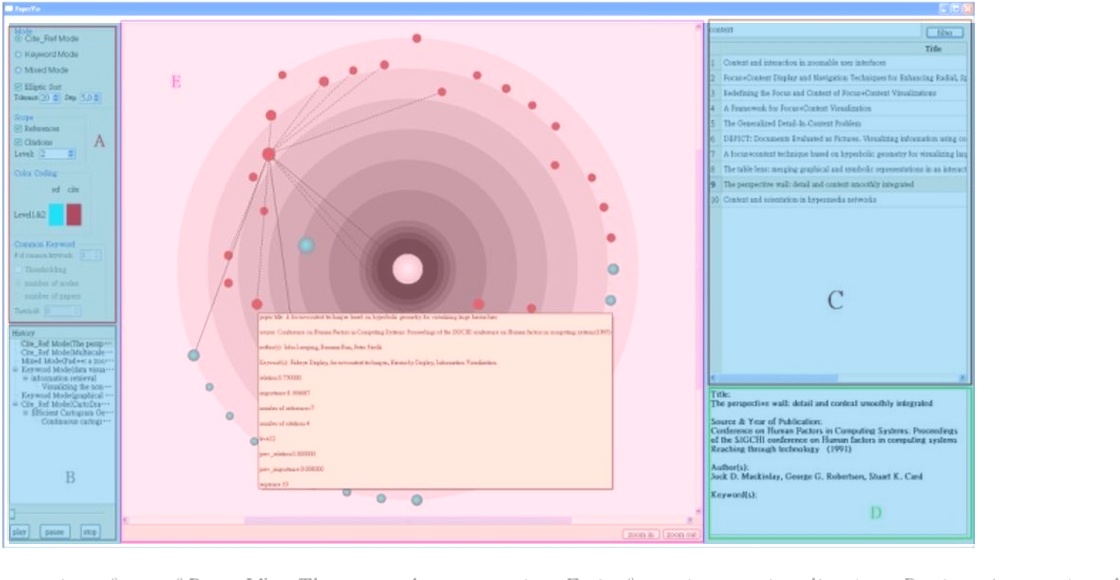 PaperVis
Mode
Cite_Ref Mode
Keyword Mode
Mixed Mode
Elliptic Sort
Tolerance 20 Step 5.0
Scope
References
Citations
Level: 2
Color Coding
ref cite
Level1&2
Common Keyword
# of common keywords
Thresholding
number of nodes
number of papers
Threshold 0
A
History
Cite_Ref Mode(The persp···
Cite_Ref Mode(Multiscale···
Mixed Mode(Pad++: a zoo···
Keyword Mode(data visua···
information retrieval
Visualizing the non···
Keyword Mode(graphical
Cite_Ref Mode(CartoDra···
Efficient Cartogram Ge···
Continuous cartogr···
B
play pause stop
E
paper title: A focus+context technique based on hyperbolic geometry for visualizing large hierarchies
source: Conference on Human Factors in Computing Systems: Proceedings of the SIGCHI conference on Human factors in computing systems(1995)
author(s): John Lamping, Ramana Rao, Peter Pirolli
Keyword(s): Fisheye Display, focus+context technique, Hierarchy Display, Information Visualization
number of references:7
number of citations:4
level:2
prev_relation:0.000000
prev_importance:0.000000
zoom in zoom out
context
filter
Title
1 Context and interaction in zoomable user interfaces
2 Focus+Context Display and Navigation Techniques for Enhancing Radial, Sp
3 Redefining the Focus and Context of Focus+Context Visualizations
4 A Framework for Focus+Context Visualization
5 The Generalized Detail-In-Context Problem
6 DEPICT: Documents Evaluated as Pictures. Visualizing information using co
7 A focus+context technique based on hyperbolic geometry for visualizing larg
8 The table lens: merging graphical and symbolic representations in an interact
9 The perspective wall: detail and context smoothly integrated
10 Context and orientation in hypermedia networks
C
Title:
The perspective wall: detail and context smoothly integrated
Source & Year of Publication:
Conference on Human Factors in Computing Systems: Proceedings
of the SIGCHI conference on Human factors in computing systems
Reaching through technology (1991)
Author(s):
Jock D. Mackinlay, George G. Robertson, Stuart K. Card
Keyword(s):
D